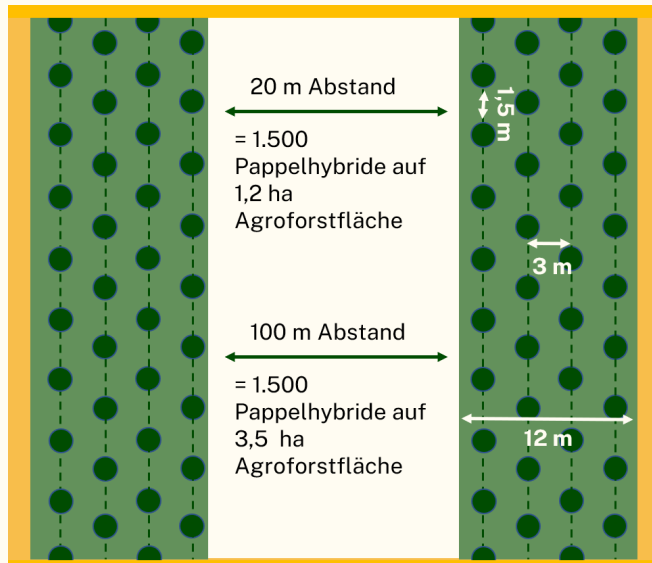 20 m Abstand
= 1.500
Pappelhybride auf
1,2 ha
Agroforstfläche
100 m Abstand
= 1.500
Pappelhybride auf
3,5 ha
Agroforstfläche
1,5 m
3 m
12 m